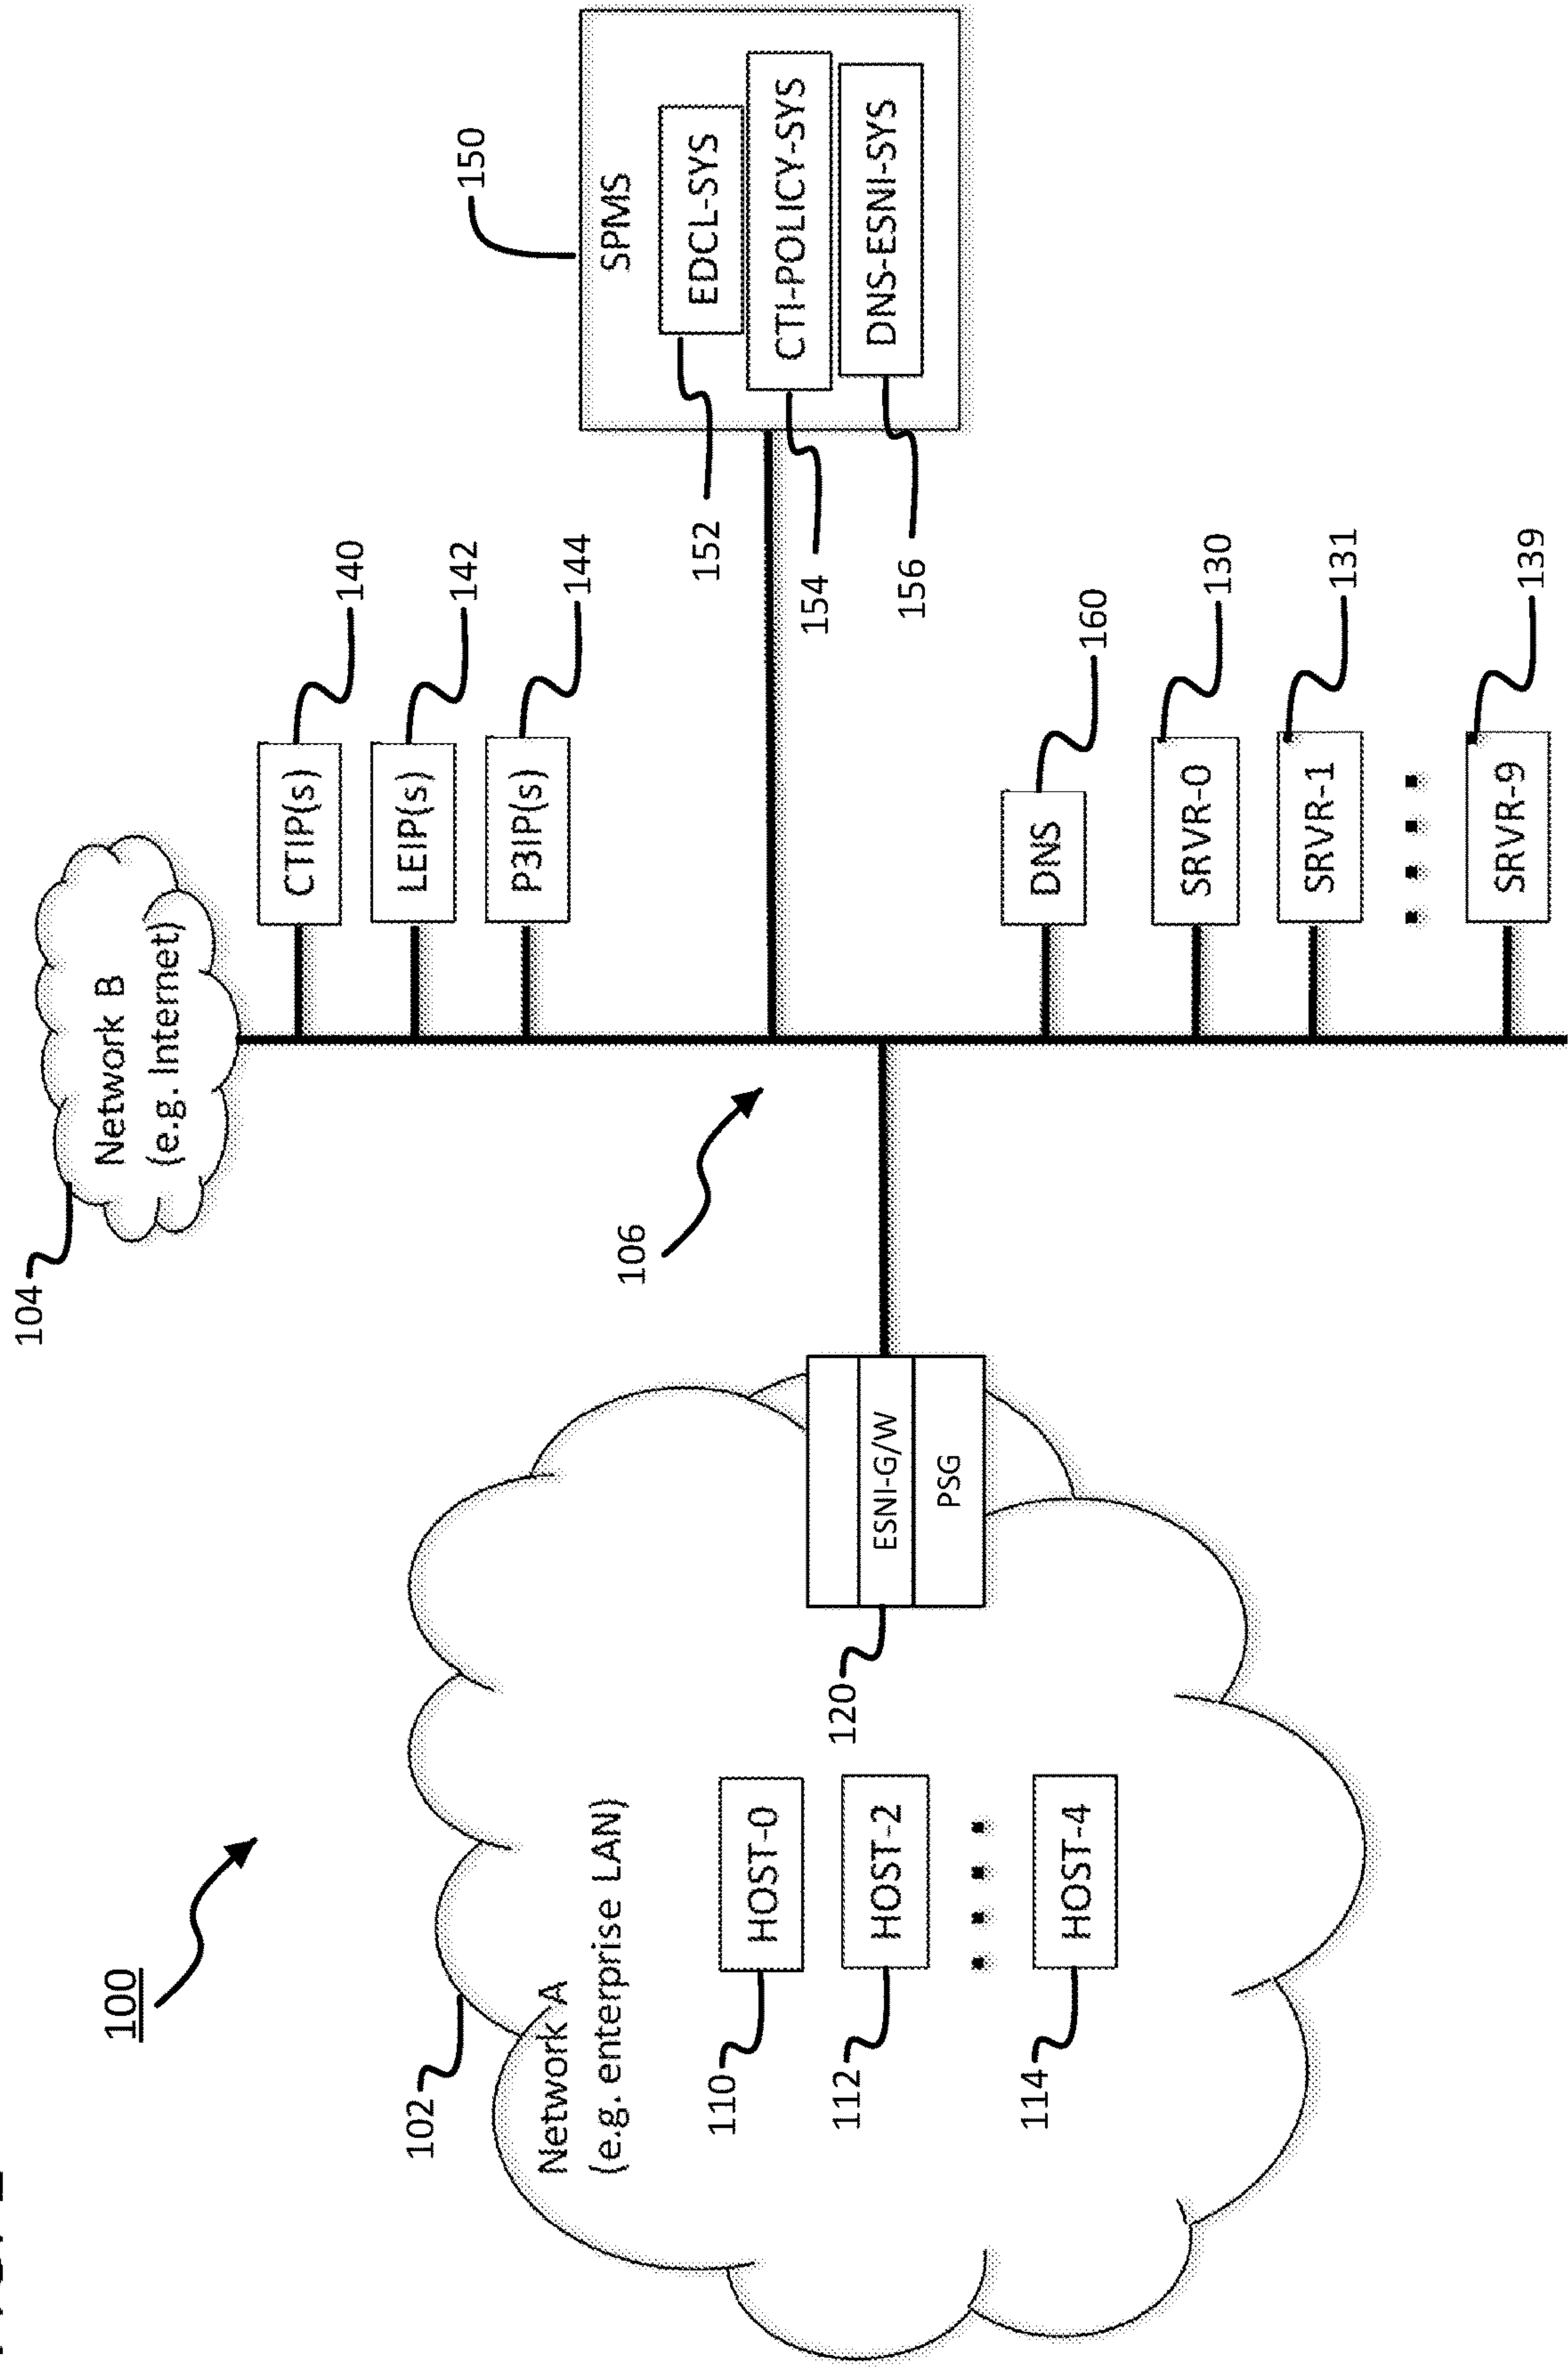 100
104
Network B
(e.g. Internet)
CTIP(s)
140
LEIP(s)
142
P3IP(s)
144
150
SPMS
EDCL-SYS
152
CTI-POLICY-SYS
154
DNS-ESNI-SYS
156
106
DNS
160
SRVR-0
130
SRVR-1
131
SRVR-9
139
102
Network A
(e.g. enterprise LAN)
HOST-0
110
HOST-2
112
HOST-4
114
ESNI-G/W
PSG
120